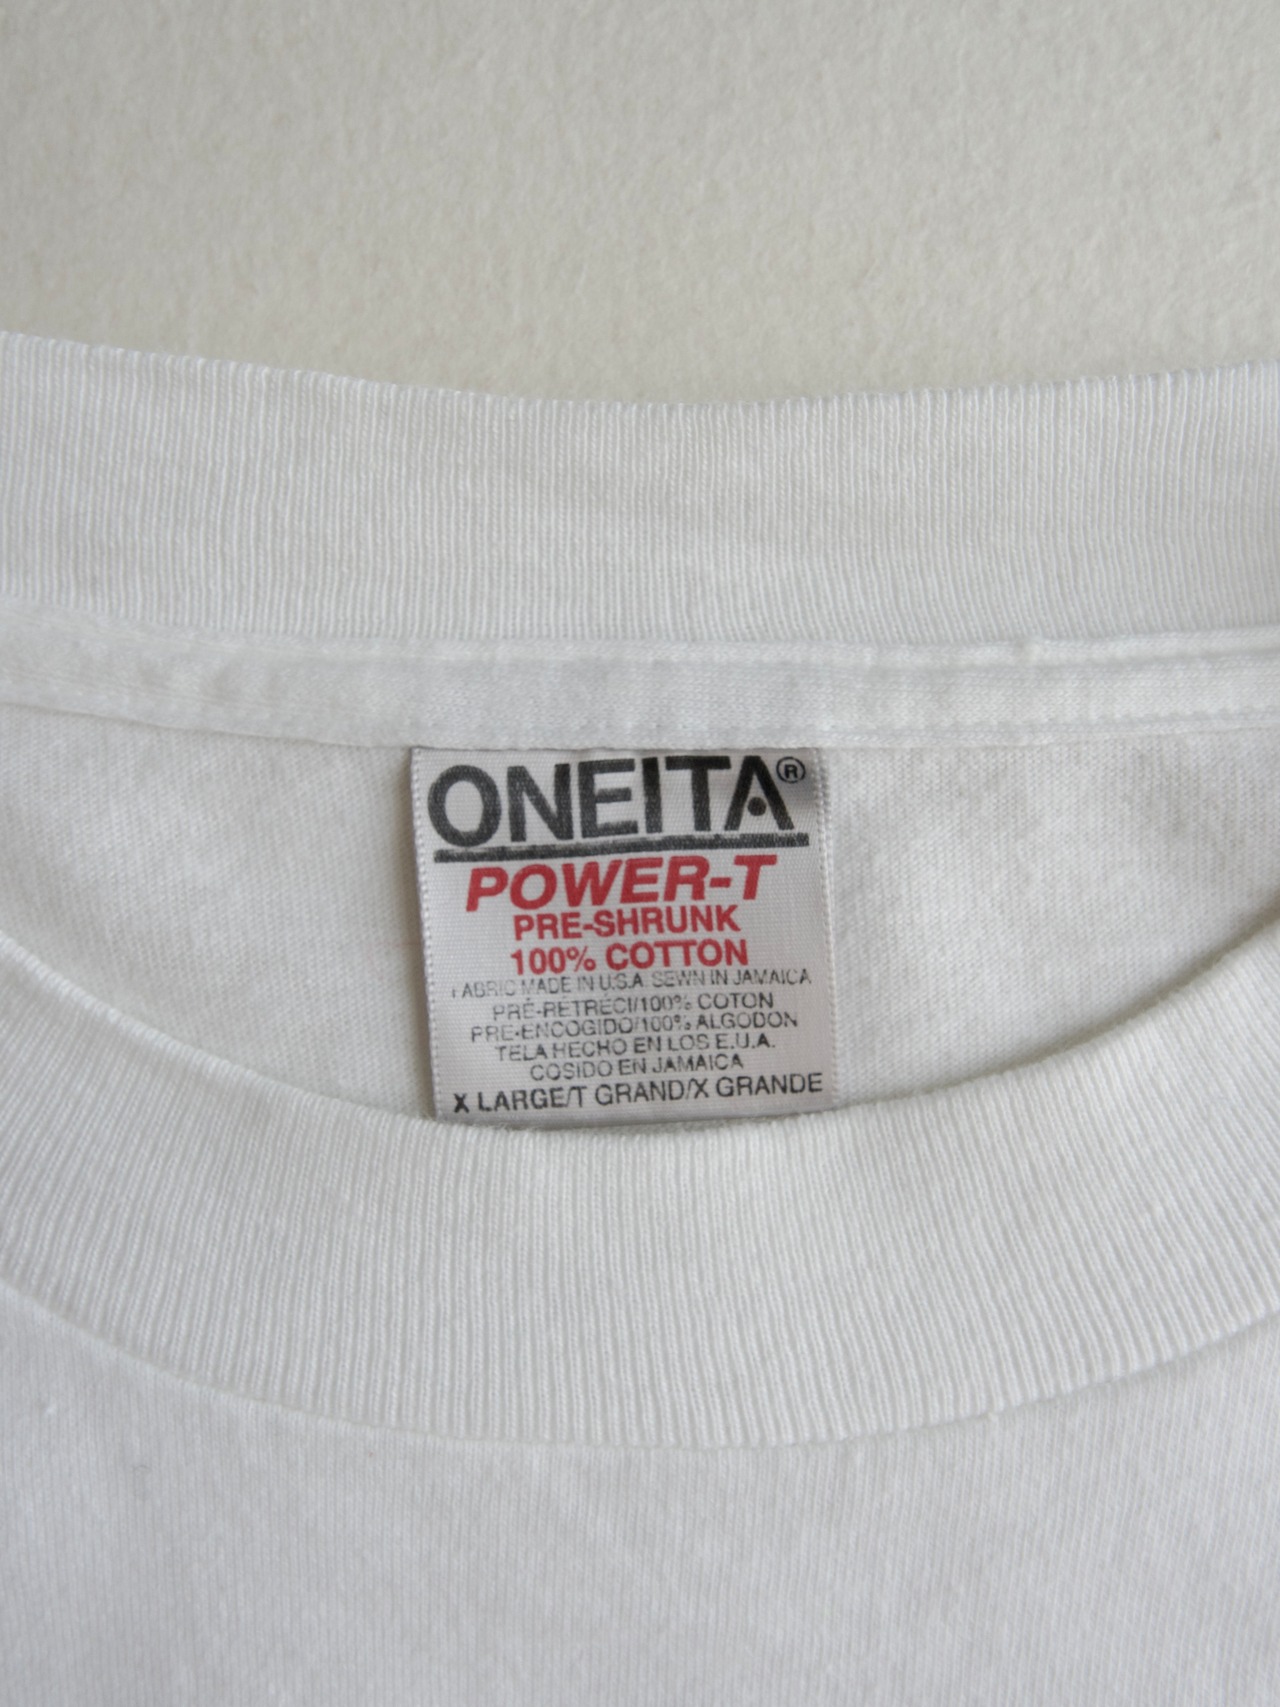 ONEITA®
POWER-T
PRE-SHRUNK
100% COTTON
FABRIC MADE IN U.S.A. SEWN IN JAMAICA
PRÉ-RÉTRÉCI/100% COTON
PRE-ENCOGIDO/100% ALGODON
TELA HECHO EN LOS E.U.A.
COSIDO EN JAMAICA
X LARGE/T GRAND/X GRANDE